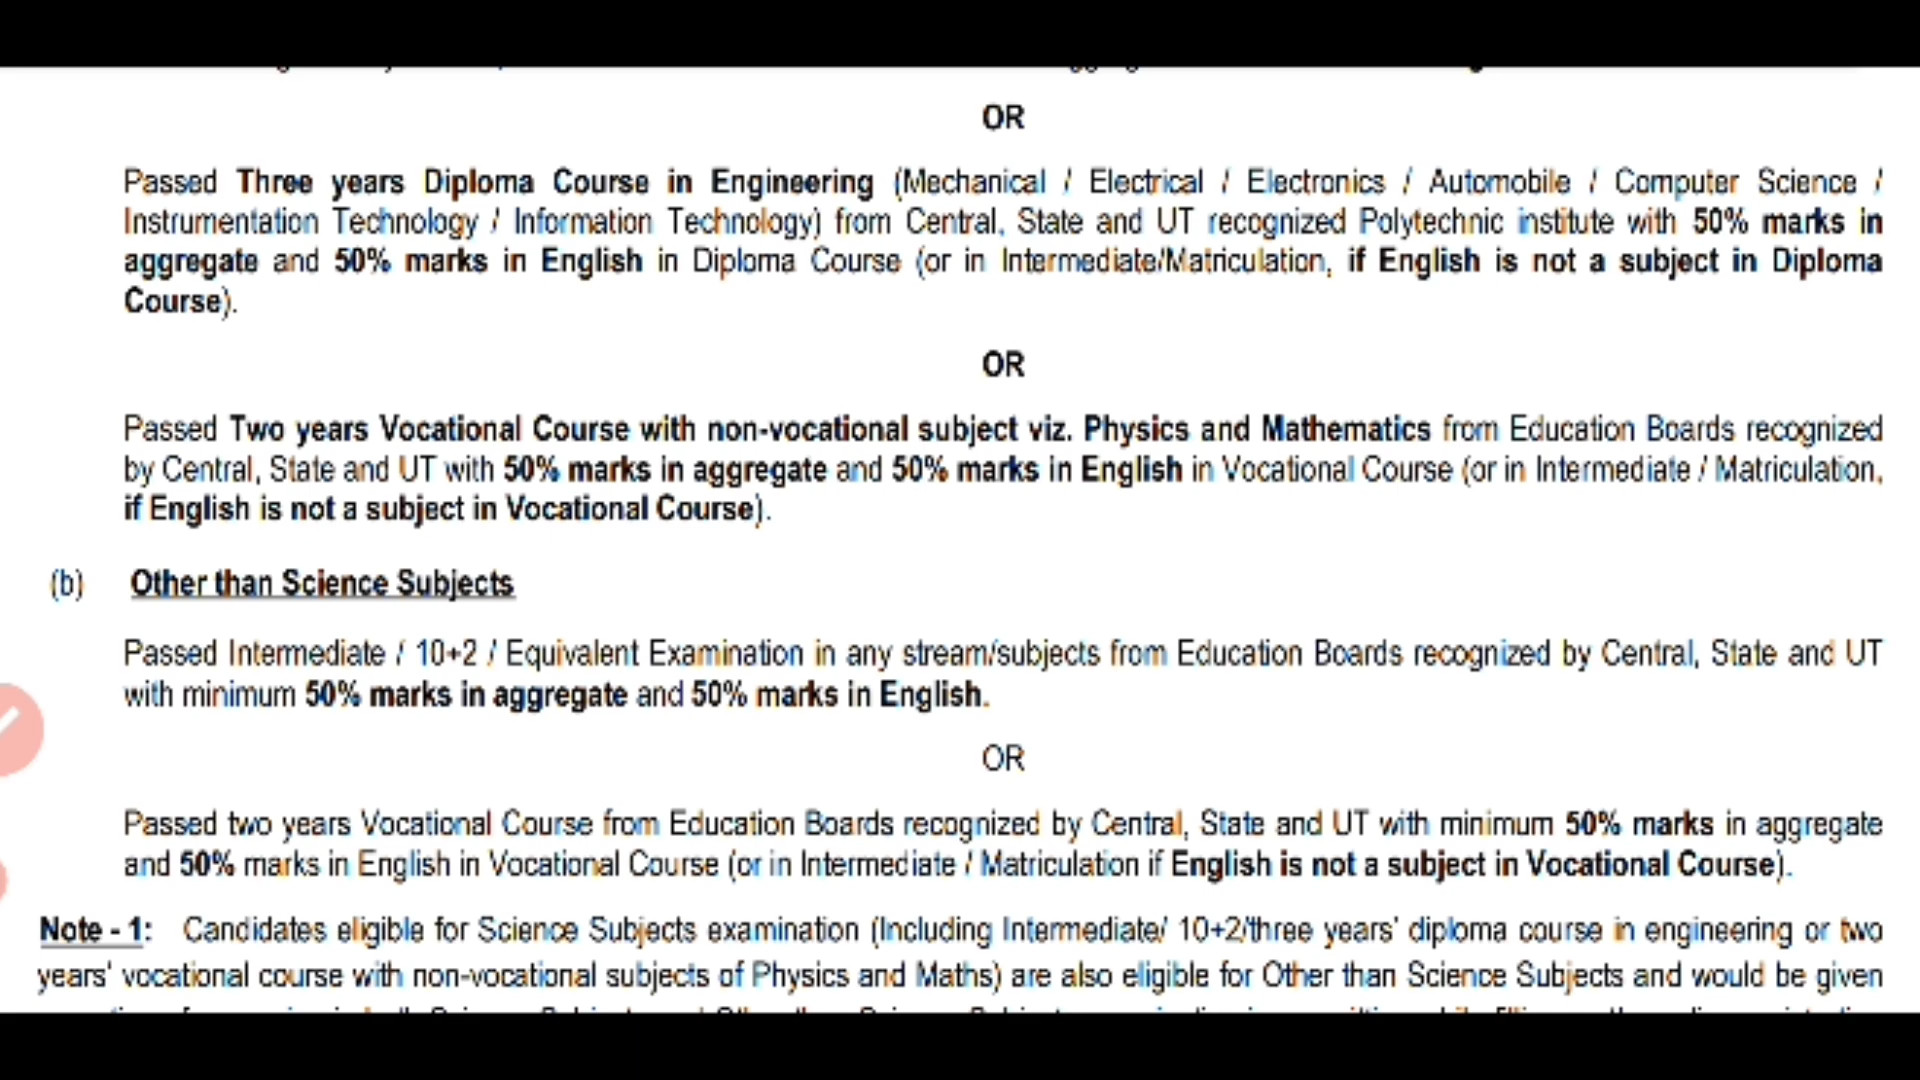 OR
Passed Three years Diploma Course in Engineering (Mechanical / Electrical / Electronics / Automobile / Computer Science /
Instrumentation Technology / Information Technology) from Central, State and UT recognized Polytechnic institute with 50% marks in
aggregate and 50% marks in English in Diploma Course (or in Intermediate/Matriculation, if English is not a subject in Diploma
Course).
OR
Passed Two years Vocational Course with non-vocational subject viz. Physics and Mathematics from Education Boards recognized
by Central, State and UT with 50% marks in aggregate and 50% marks in English in Vocational Course (or in Intermediate / Matriculation,
if English is not a subject in Vocational Course).
(b) Other than Science Subjects
Passed Intermediate / 10+2 / Equivalent Examination in any stream/subjects from Education Boards recognized by Central, State and UT
with minimum 50% marks in aggregate and 50% marks in English.
OR
Passed two years Vocational Course from Education Boards recognized by Central, State and UT with minimum 50% marks in aggregate
and 50% marks in English in Vocational Course (or in Intermediate / Matriculation if English is not a subject in Vocational Course).
Note - 1: Candidates eligible for Science Subjects examination (Including Intermediate/ 10+2/three years' diploma course in engineering or two
years' vocational course with non-vocational subjects of Physics and Maths) are also eligible for Other than Science Subjects and would be given